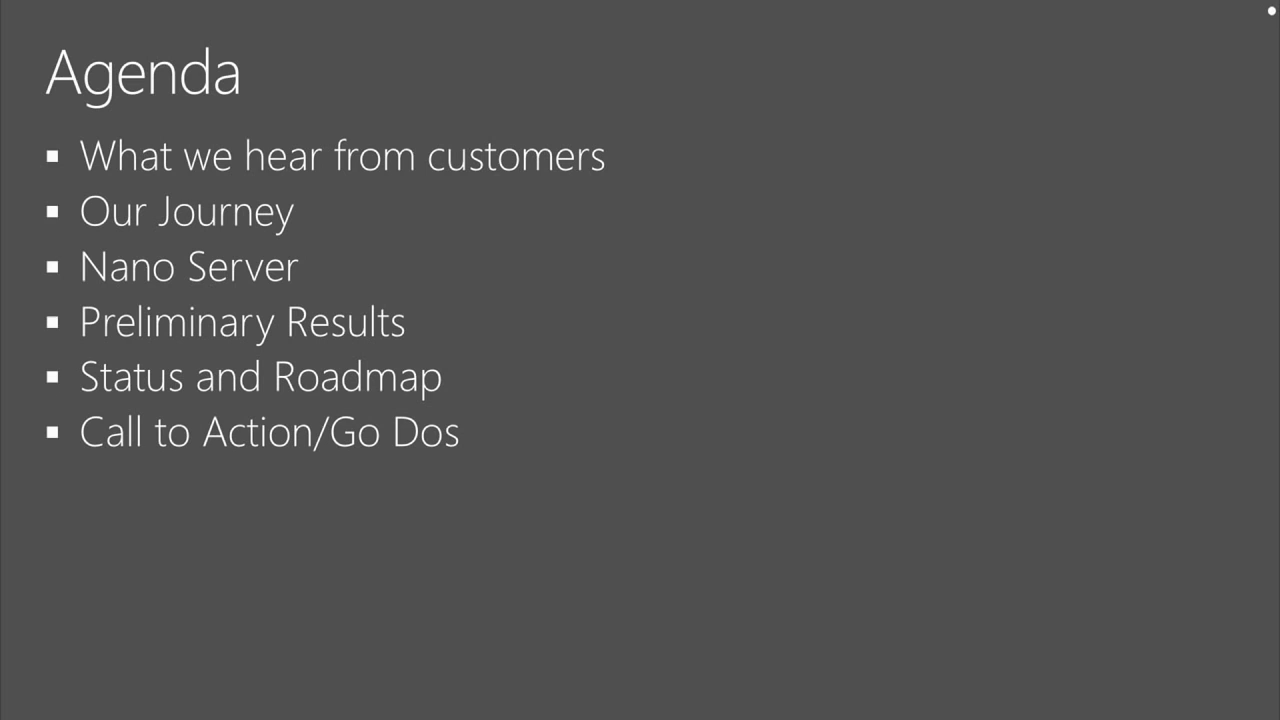 Agenda
▪ What we hear from customers
▪ Our Journey
▪ Nano Server
▪ Preliminary Results
▪ Status and Roadmap
▪ Call to Action/Go Dos